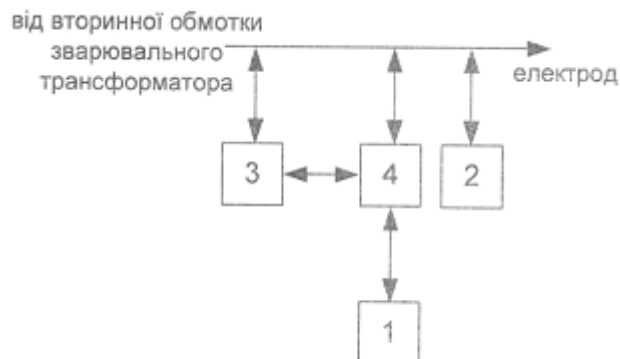 від вторинної обмотки
зварювального
трансформатора
електрод
3
4
2
1